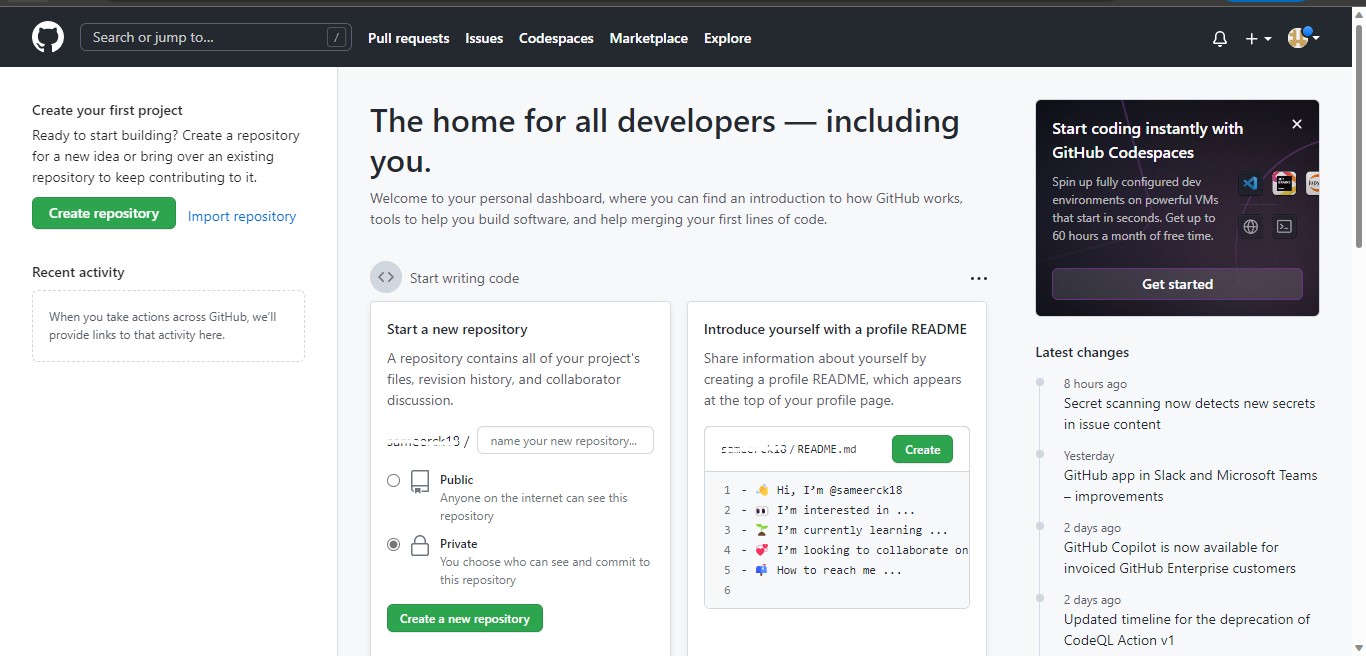 Search or jump to...
/
Pull requests
Issues
Codespaces
Marketplace
Explore
Create your first project
Ready to start building? Create a repository
for a new idea or bring over an existing
repository to keep contributing to it.
Create repository
Import repository
Recent activity
When you take actions across GitHub, we'll
provide links to that activity here.
The home for all developers — including
you.
Welcome to your personal dashboard, where you can find an introduction to how GitHub works,
tools to help you build software, and help merging your first lines of code.
Start writing code
Start a new repository
A repository contains all of your project's
files, revision history, and collaborator
discussion.
/ name your new repository...
Public
Anyone on the internet can see this
repository
Private
You choose who can see and commit to
this repository
Create a new repository
Introduce yourself with a profile README
Share information about yourself by
creating a profile README, which appears
at the top of your profile page.
/ README.md
Create
1 - 👋 Hi, I'm @sameerck18
2 - 👀 I'm interested in ...
3 - 🌱 I'm currently learning ...
4 - 💞️ I'm looking to collaborate on
5 - 📫 How to reach me ...
6
Start coding instantly with
GitHub Codespaces
Spin up fully configured dev
environments on powerful VMs
that start in seconds. Get up to
60 hours a month of free time.
Get started
Latest changes
8 hours ago
Secret scanning now detects new secrets
in issue content
Yesterday
GitHub app in Slack and Microsoft Teams
– improvements
2 days ago
GitHub Copilot is now available for
invoiced GitHub Enterprise customers
2 days ago
Updated timeline for the deprecation of
CodeQL Action v1